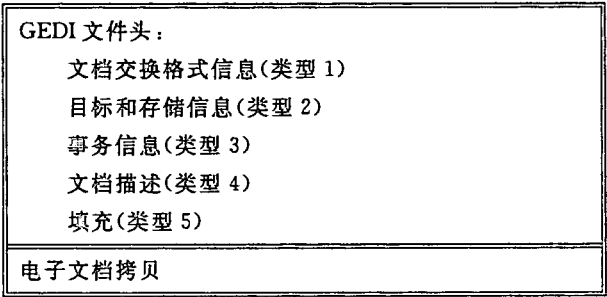 GEDI 文件头：
文档交换格式信息(类型 1)
目标和存储信息(类型 2)
事务信息(类型 3)
文档描述(类型 4)
填充(类型 5)
电子文档拷贝